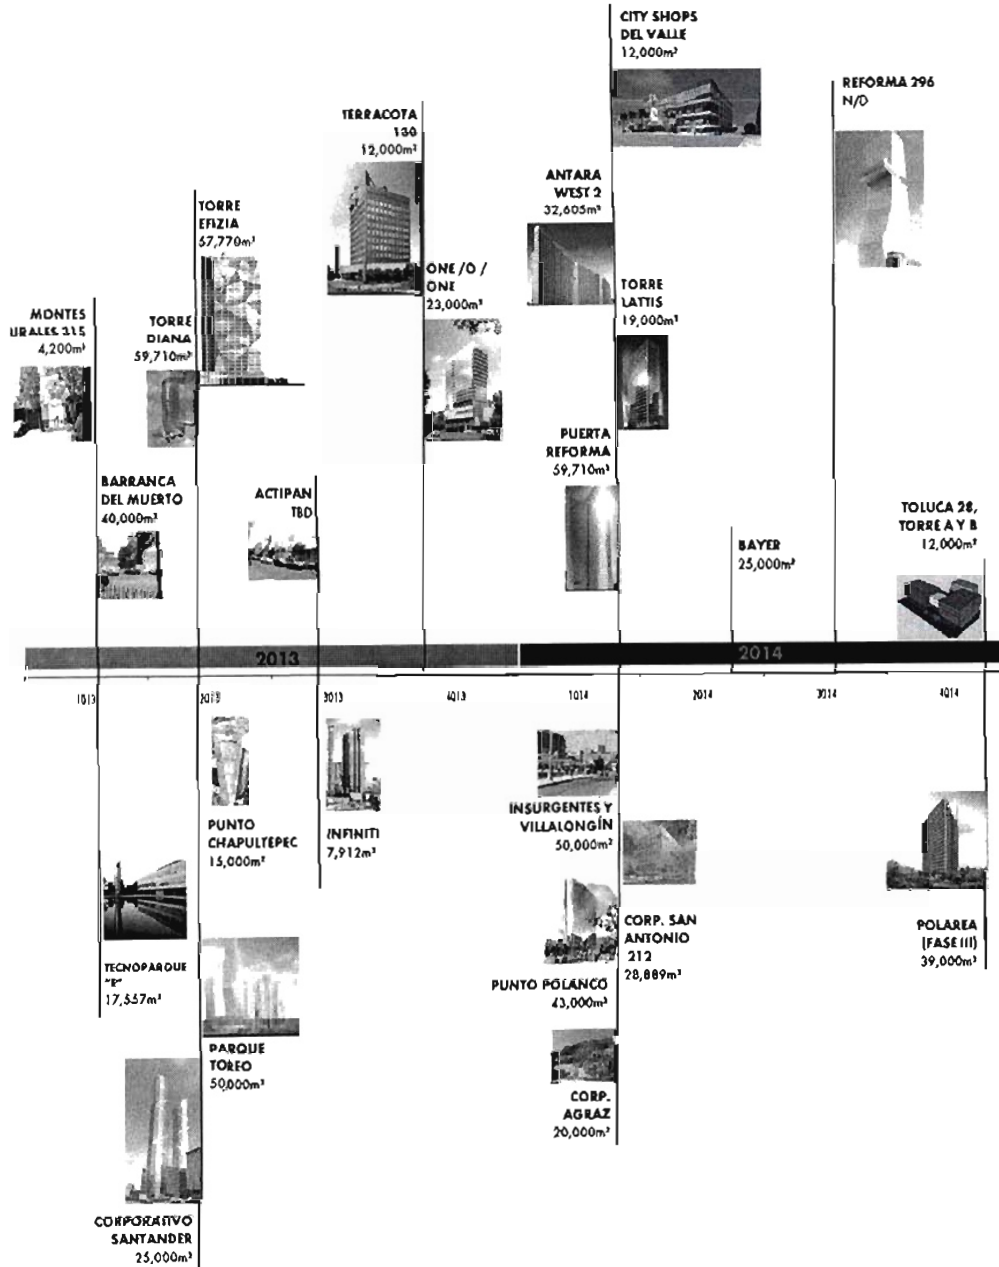 CITY SHOPS
DEL VALLE
12,000m²
REFORMA 296
N/D
TERRACOTA
130
12,000m²
ANTARA
WEST 2
32,605m²
TORRE
EFIZIA
57,770m²
ONE /O /
ONE
23,000m²
TORRE
LATTIS
19,000m²
MONTES
URALES 315
4,200m²
TORRE
DIANA
59,710m²
PUERTA
REFORMA
59,710m²
BARRANCA
DEL MUERTO
40,000m²
ACTIPAN
TBD
BAYER
25,000m²
TOLUCA 28,
TORRE A Y B
12,000m²
2013
2014
1Q13
2Q13
3Q13
4Q13
1Q14
2Q14
3Q14
4Q14
PUNTO
CHAPULTEPEC
15,000m²
INFINITI
7,912m²
INSURGENTES Y
VILLALONGÍN
50,000m²
TECNOPARQUE
17,557m²
CORP. SAN
ANTONIO
212
28,889m²
POLAREA
(FASE III)
39,000m²
PUNTO POLANCO
43,000m²
PARQUE
TOREO
50,000m²
CORP.
AGRAZ
20,000m²
CORPORATIVO
SANTANDER
25,000m²